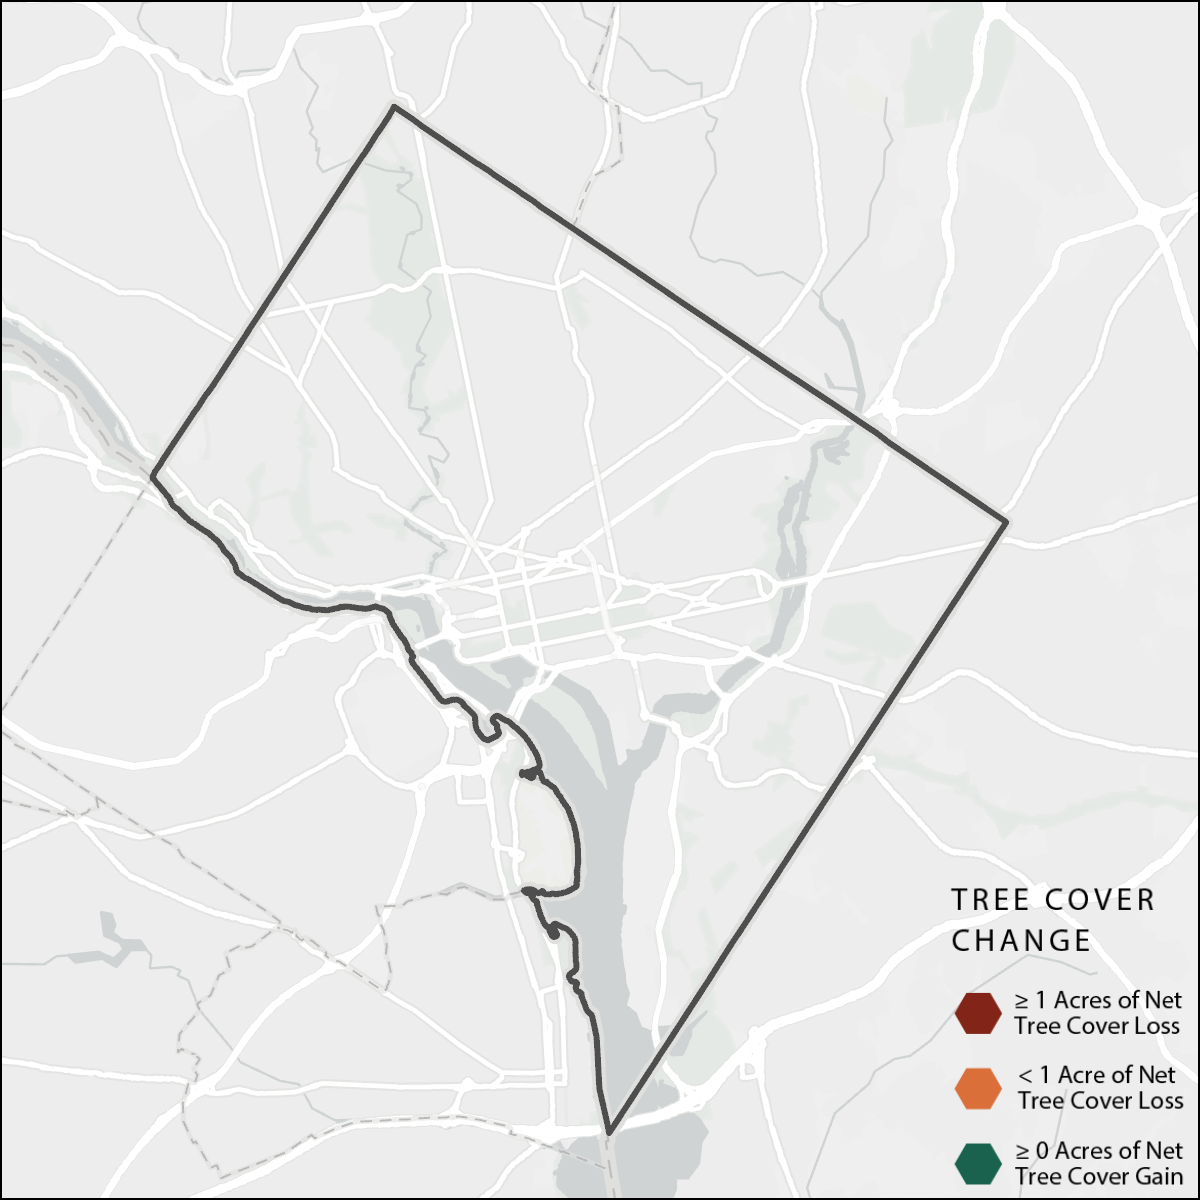 TREE COVER
CHANGE
≥ 1 Acres of Net
Tree Cover Loss
< 1 Acre of Net
Tree Cover Loss
≥ 0 Acres of Net
Tree Cover Gain